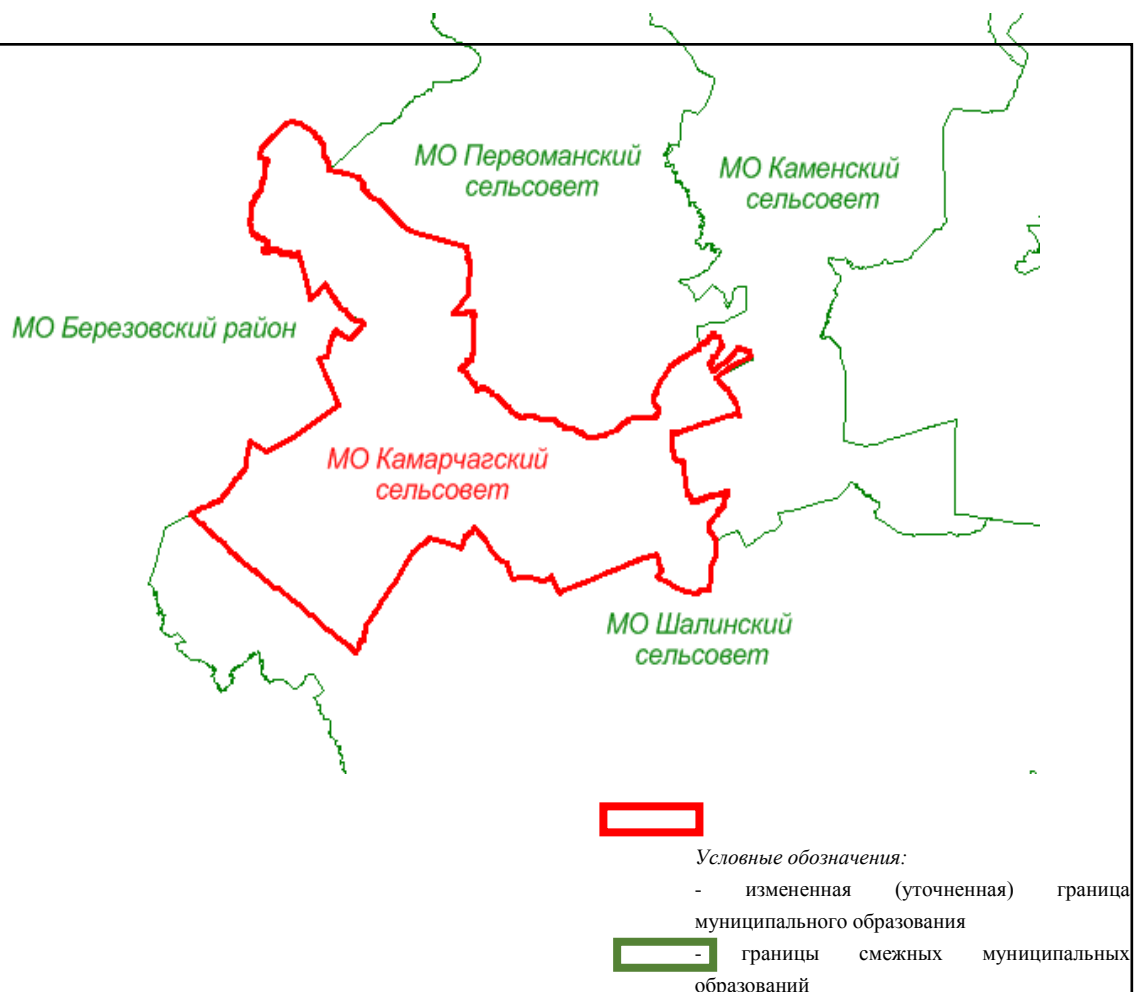 МО Первоманский
сельсовет
МО Каменский
сельсовет
МО Березовский район
МО Камарчагский
сельсовет
МО Шалинский
сельсовет
Условные обозначения:
- измененная (уточненная) граница
муниципального образования
- границы смежных муниципальных
образований